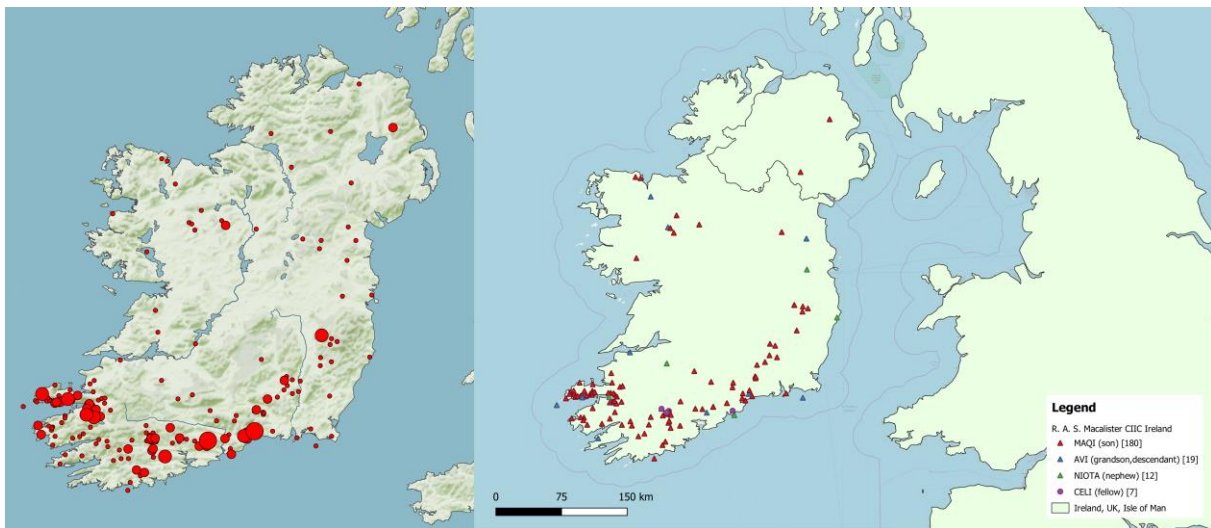 Legend
R. A. S. Macalister CIIC Ireland
MAQI (son) [180]
AVI (grandson,descendant) [19]
NIOTA (nephew) [12]
CELI (fellow) [7]
Ireland, UK, Isle of Man
0 75 150 km